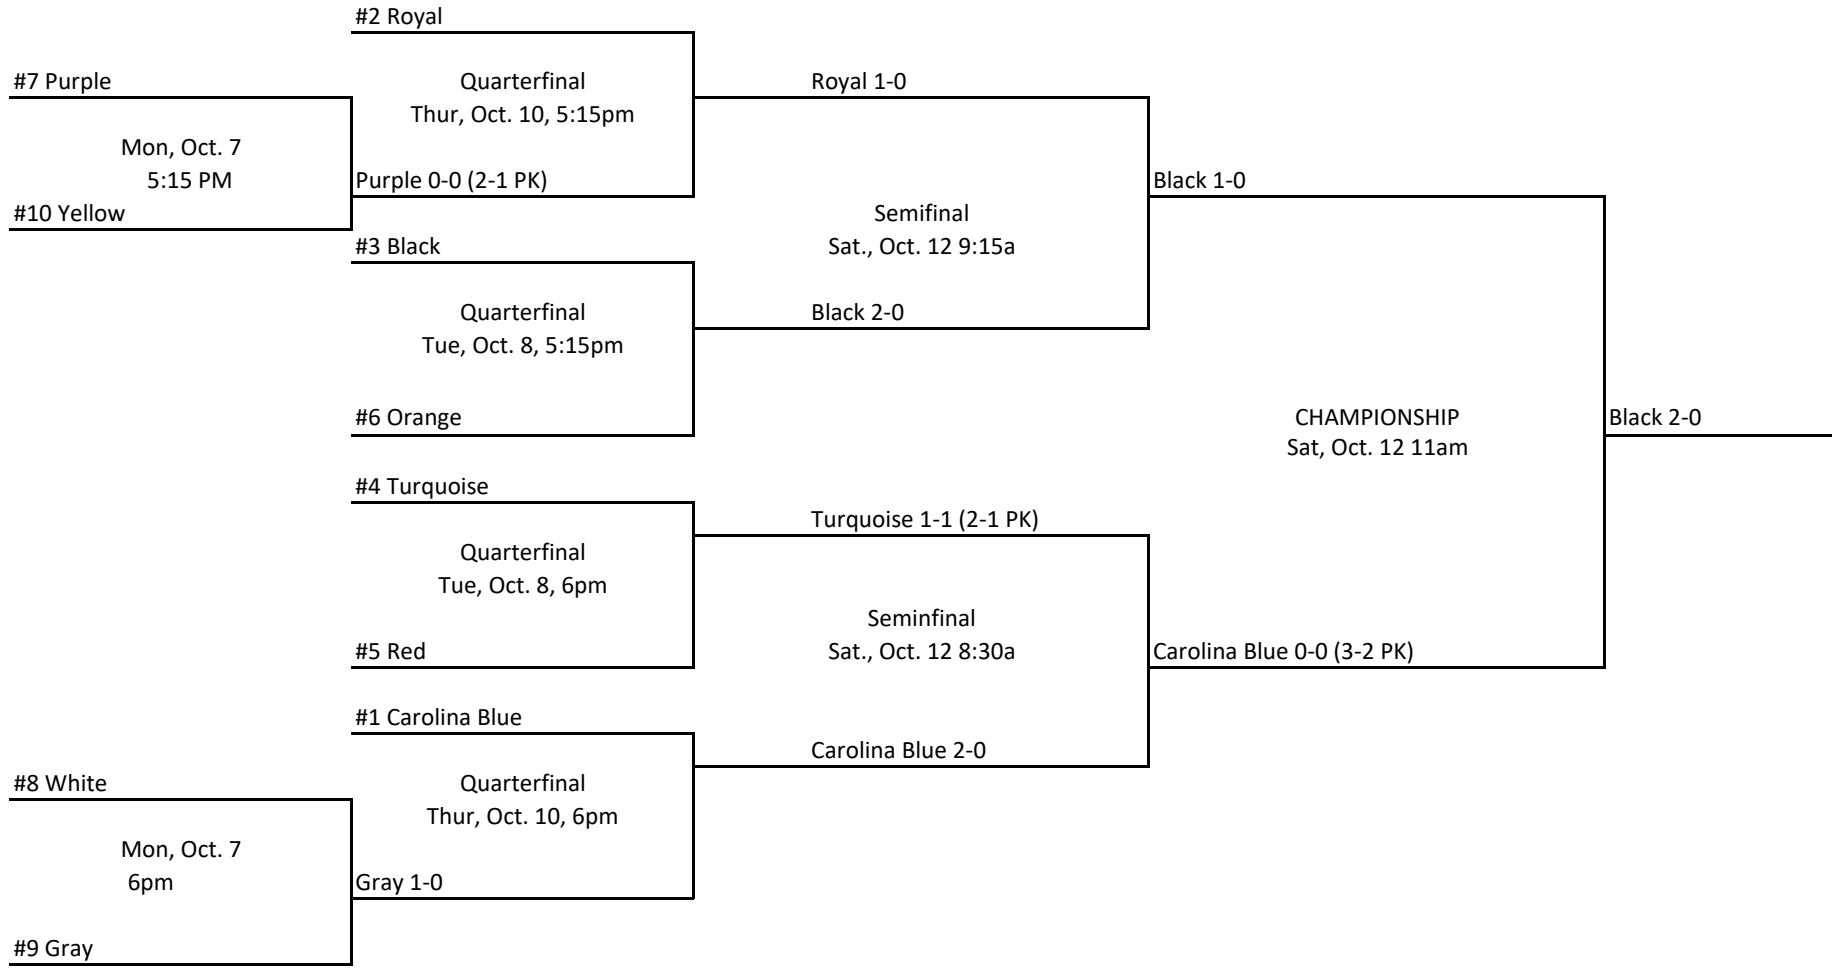 #2 Royal
#7 Purple
Quarterfinal
Royal 1-0
Thur, Oct. 10, 5:15pm
Mon, Oct. 7
5:15 PM
Purple 0-0 (2-1 PK)
Black 1-0
#10 Yellow
Semifinal
#3 Black
Sat., Oct. 12 9:15a
Quarterfinal
Black 2-0
Tue, Oct. 8, 5:15pm
#6 Orange
CHAMPIONSHIP
Black 2-0
Sat, Oct. 12 11am
#4 Turquoise
Turquoise 1-1 (2-1 PK)
Quarterfinal
Tue, Oct. 8, 6pm
Seminfinal
#5 Red
Sat., Oct. 12 8:30a
Carolina Blue 0-0 (3-2 PK)
#1 Carolina Blue
Carolina Blue 2-0
#8 White
Quarterfinal
Thur, Oct. 10, 6pm
Mon, Oct. 7
6pm
Gray 1-0
#9 Gray